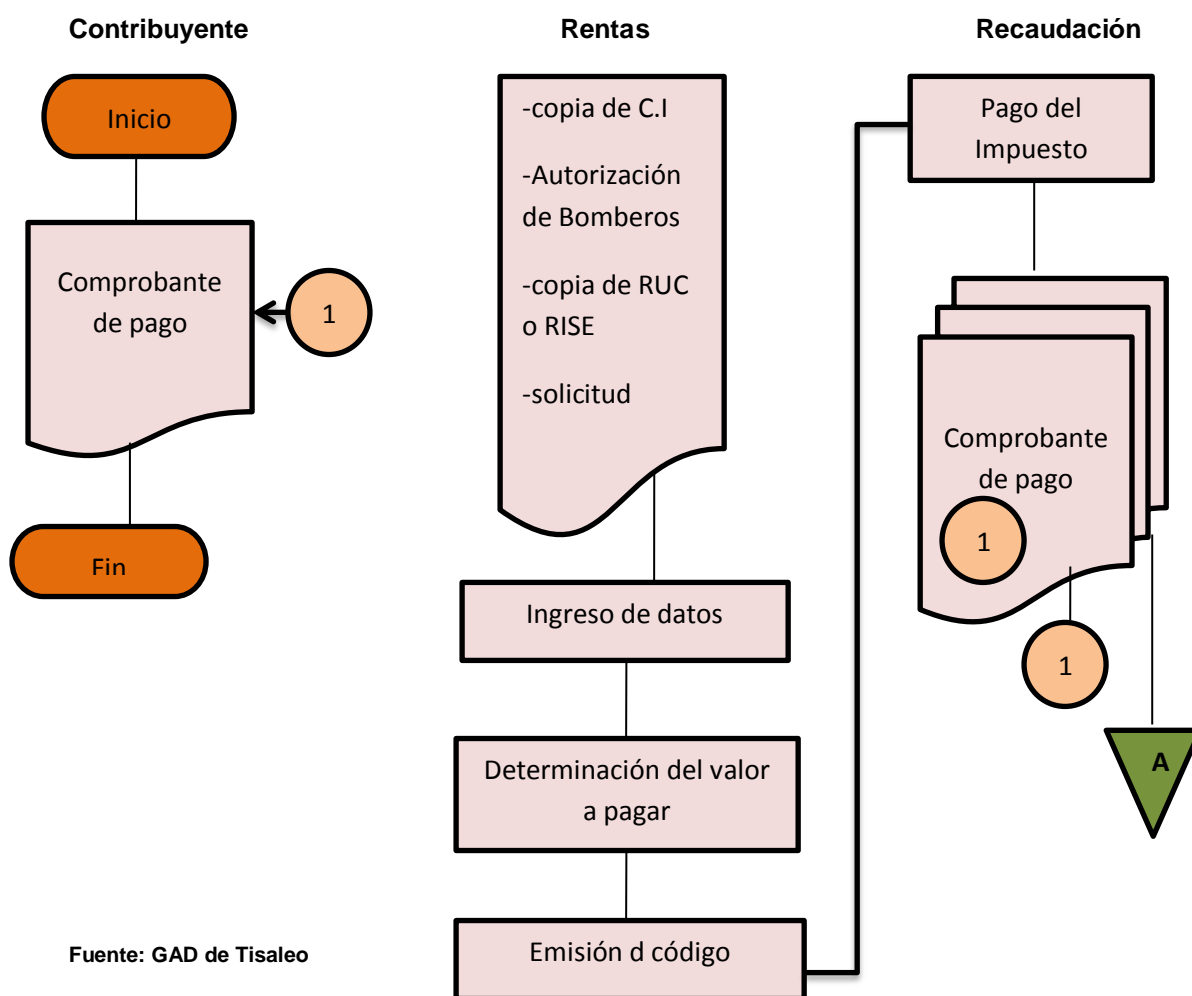 Contribuyente
Rentas
Recaudación
Inicio
Comprobante
de pago
1
Fin
-copia de C.I
-Autorización
de Bomberos
-copia de RUC
o RISE
-solicitud
Ingreso de datos
Determinación del valor
a pagar
Emisión d código
Pago del
Impuesto
Comprobante
de pago
1
1
A
Fuente: GAD de Tisaleo